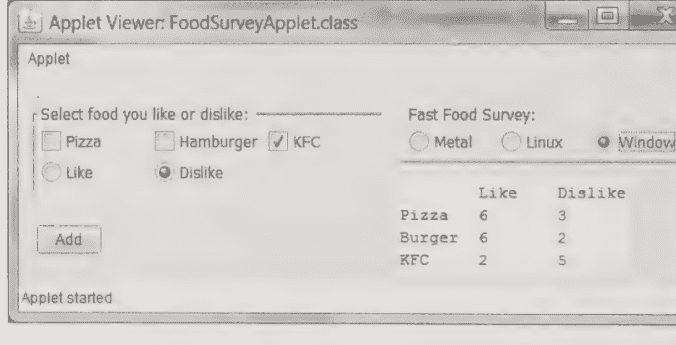 Applet Viewer: FoodSurveyApplet.class
Applet
Select food you like or dislike:
Pizza Hamburger KFC
Like Dislike
Add
Fast Food Survey:
Metal Linux Window
Like Dislike
Pizza 6 3
Burger 6 2
KFC 2 5
Applet started